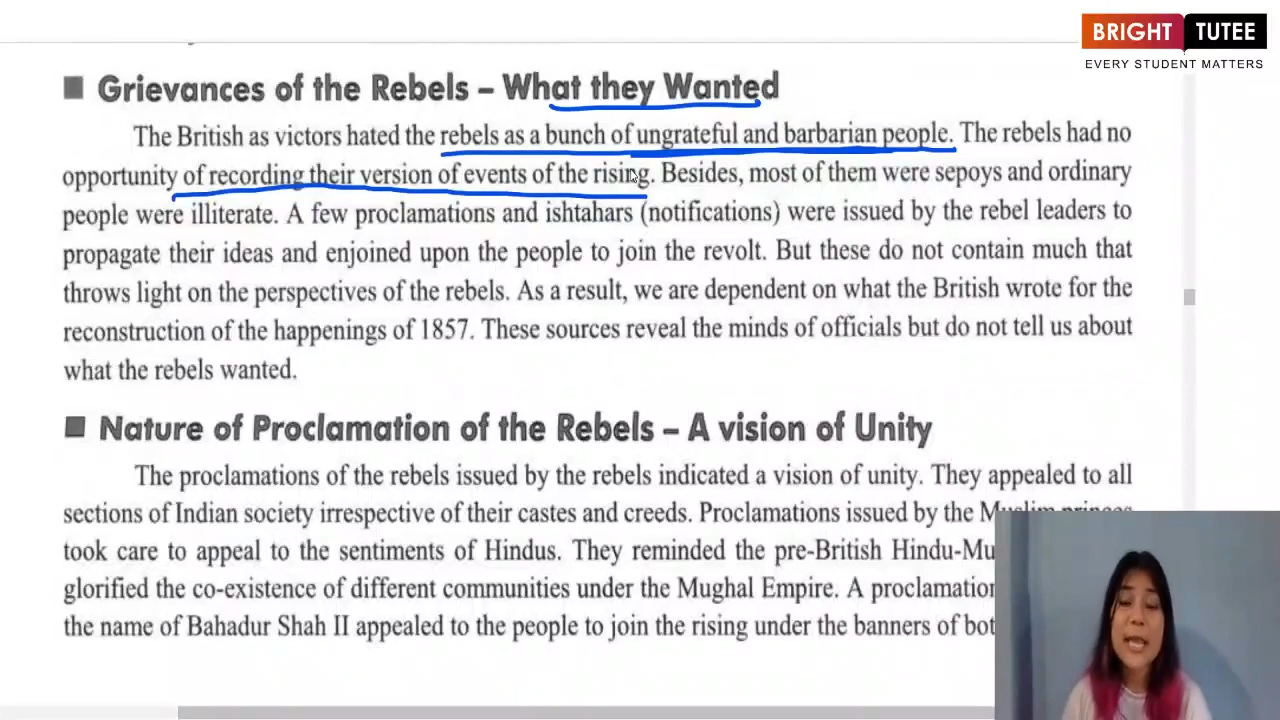 BRIGHT TUTEE
EVERY STUDENT MATTERS
Grievances of the Rebels – What they Wanted
The British as victors hated the rebels as a bunch of ungrateful and barbarian people. The rebels had no
opportunity of recording their version of events of the rising. Besides, most of them were sepoys and ordinary
people were illiterate. A few proclamations and ishtahars (notifications) were issued by the rebel leaders to
propagate their ideas and enjoined upon the people to join the revolt. But these do not contain much that
throws light on the perspectives of the rebels. As a result, we are dependent on what the British wrote for the
reconstruction of the happenings of 1857. These sources reveal the minds of officials but do not tell us about
what the rebels wanted.
Nature of Proclamation of the Rebels – A vision of Unity
The proclamations of the rebels issued by the rebels indicated a vision of unity. They appealed to all
sections of Indian society irrespective of their castes and creeds. Proclamations issued by the Muslim princes
took care to appeal to the sentiments of Hindus. They reminded the pre-British Hindu-Mu
glorified the co-existence of different communities under the Mughal Empire. A proclamation
the name of Bahadur Shah II appealed to the people to join the rising under the banners of bot